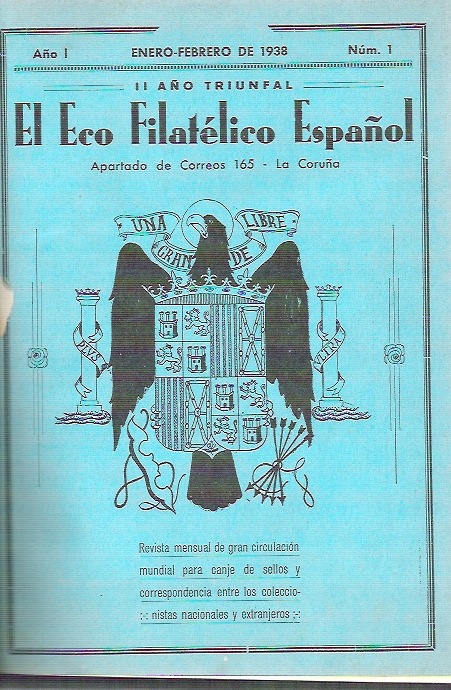 Año I ENERO-FEBRERO DE 1938 Núm. 1
II AÑO TRIUNFAL
El Eco Filatélico Español
Apartado de Correos 165 - La Coruña
UNA GRANDE LIBRE
PLVS VLTRA
Revista mensual de gran circulación
mundial para canje de sellos y
correspondencia entre los coleccio-
:-: nistas nacionales y extranjeros :-: